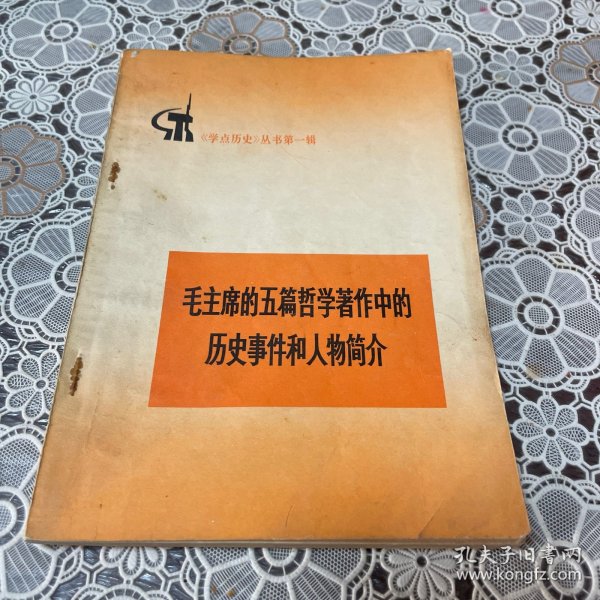 《学点历史》丛书第一辑
毛主席的五篇哲学著作中的
历史事件和人物简介
孔夫子旧书网
www.kongfz.com